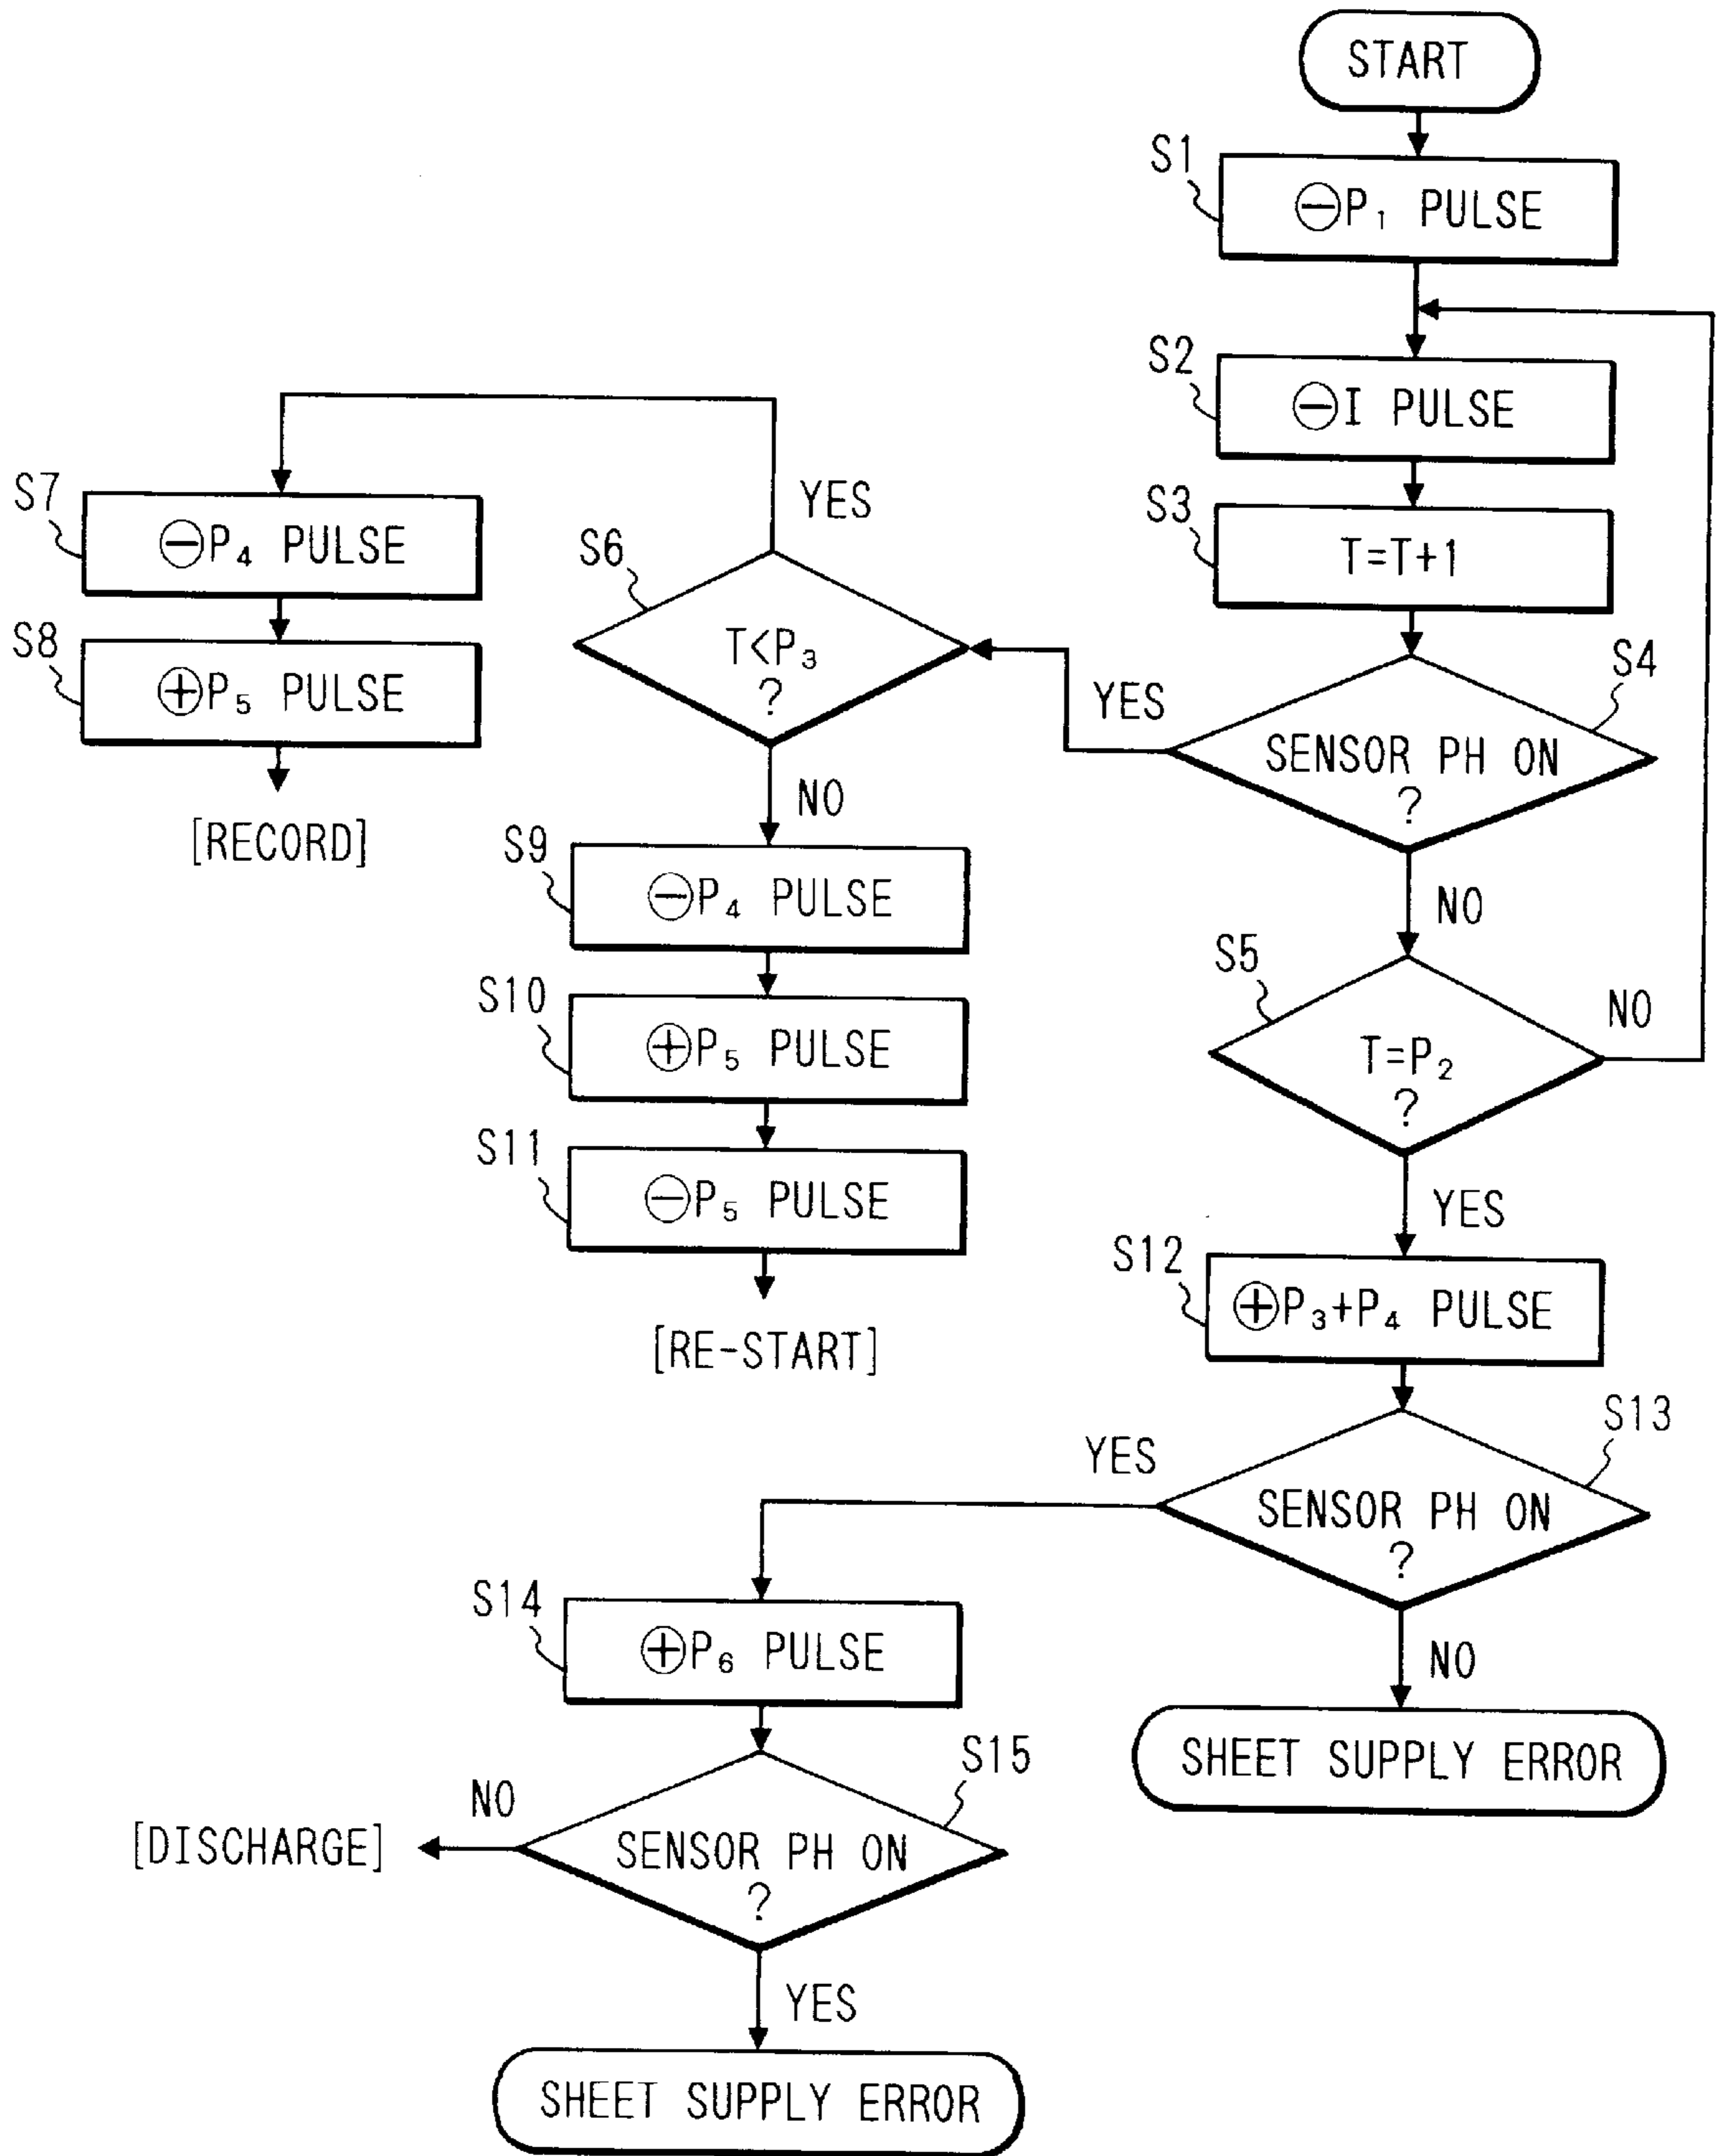 START
S1
⊖P₁ PULSE
S2
⊖I PULSE
S3
T=T+1
S4
SENSOR PH ON
?
YES
NO
S5
T=P₂
?
NO
YES
S6
T<P₃
?
YES
NO
S7
⊖P₄ PULSE
S8
⊕P₅ PULSE
[RECORD]
S9
⊖P₄ PULSE
S10
⊕P₅ PULSE
S11
⊖P₅ PULSE
[RE-START]
S12
⊕P₃+P₄ PULSE
S13
SENSOR PH ON
?
YES
NO
SHEET SUPPLY ERROR
S14
⊕P₆ PULSE
S15
SENSOR PH ON
?
NO
[DISCHARGE]
YES
SHEET SUPPLY ERROR